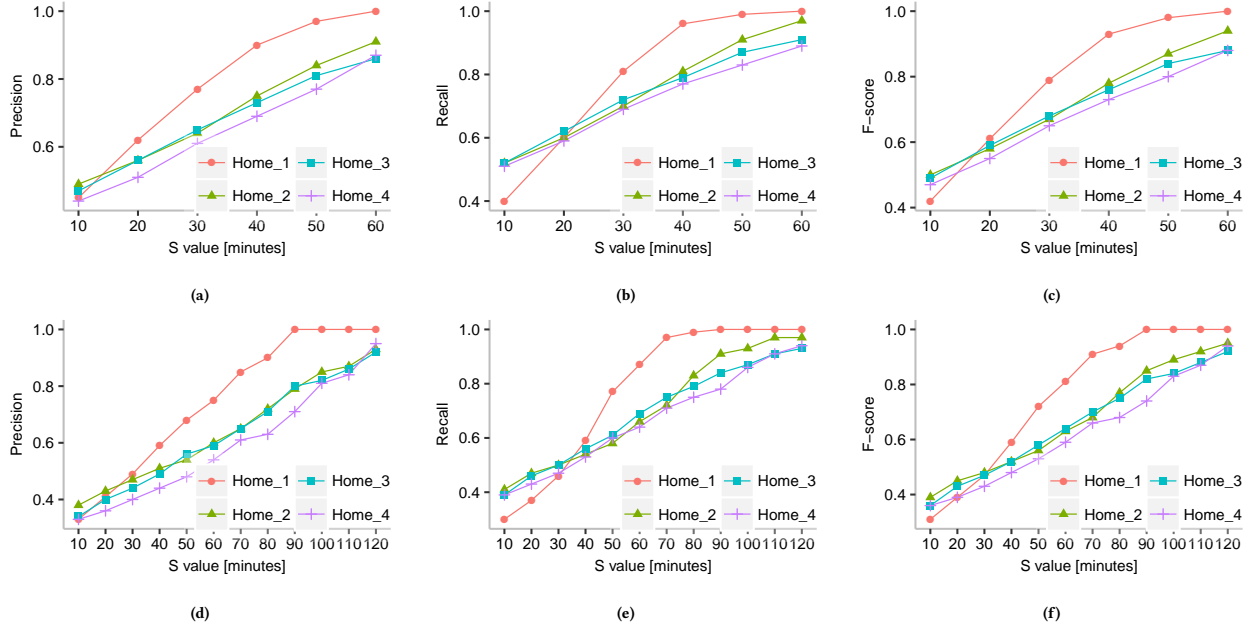 1.0
0.8
0.6
Precision
Home_1
Home_3
Home_2
Home_4
10 20 30 40 50 60
S value [minutes]
(a)
1.0
0.8
0.6
0.4
Recall
Home_1
Home_3
Home_2
Home_4
10 20 30 40 50 60
S value [minutes]
(b)
1.0
0.8
0.6
0.4
F-score
Home_1
Home_3
Home_2
Home_4
10 20 30 40 50 60
S value [minutes]
(c)
1.0
0.8
0.6
0.4
Precision
Home_1
Home_3
Home_2
Home_4
10 20 30 40 50 60 70 80 90 100 110 120
S value [minutes]
(d)
1.0
0.8
0.6
0.4
Recall
Home_1
Home_3
Home_2
Home_4
10 20 30 40 50 60 70 80 90 100 110 120
S value [minutes]
(e)
1.0
0.8
0.6
0.4
F-score
Home_1
Home_3
Home_2
Home_4
10 20 30 40 50 60 70 80 90 100 110 120
S value [minutes]
(f)